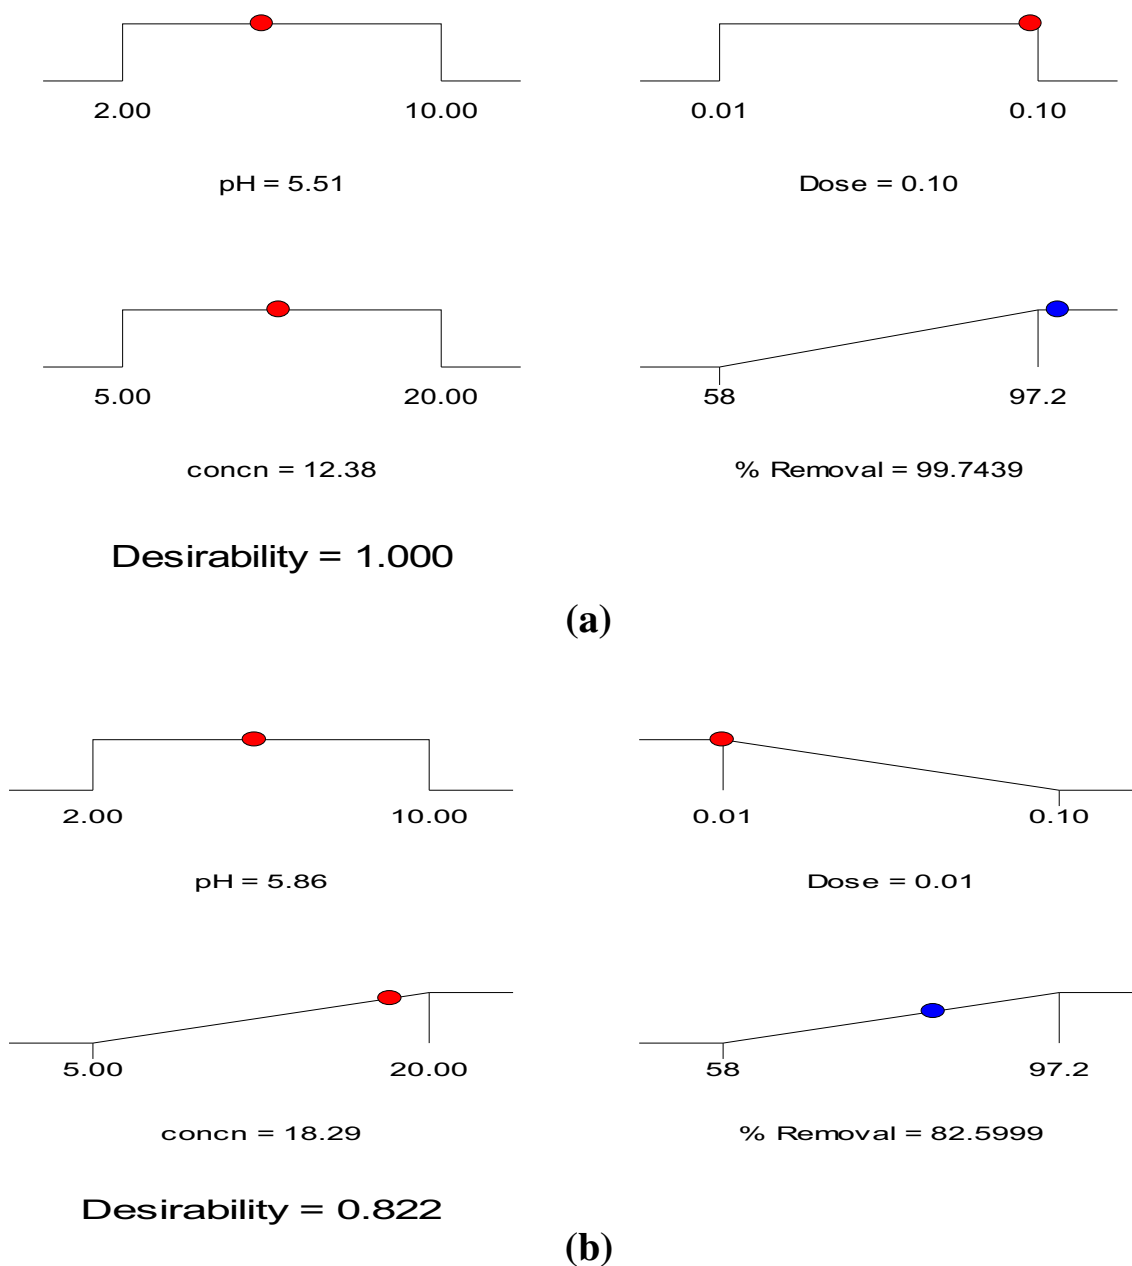 2.00 10.00 0.01 0.10
pH = 5.51 Dose = 0.10
5.00 20.00 58 97.2
concn = 12.38 % Removal = 99.7439
Desirability = 1.000
(a)
2.00 10.00 0.01 0.10
pH = 5.86 Dose = 0.01
5.00 20.00 58 97.2
concn = 18.29 % Removal = 82.5999
Desirability = 0.822
(b)